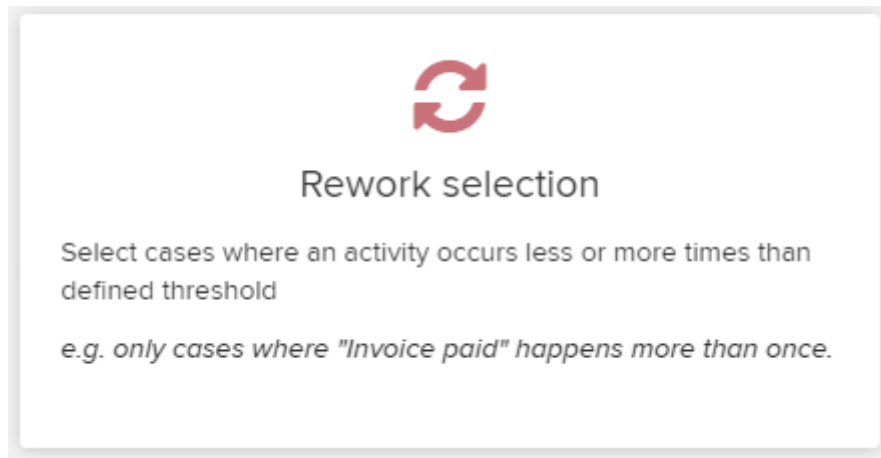 Rework selection
Select cases where an activity occurs less or more times than
defined threshold
e.g. only cases where "Invoice paid" happens more than once.